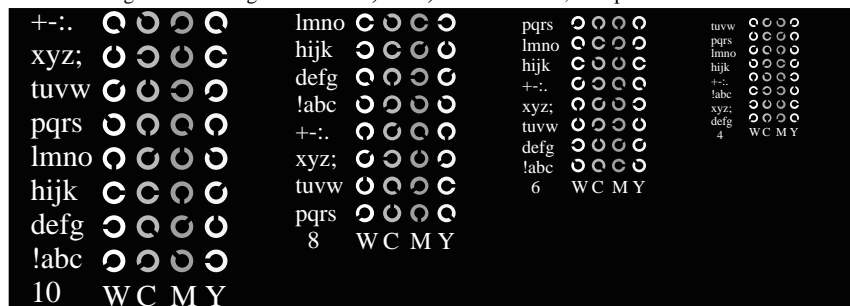 +-:.
xyz;
tuvw
pqrs
lmno
hijk
defg
!abc
10 W C M Y
lmno
hijk
defg
!abc
+-:.
xyz;
tuvw
pqrs
8 W C M Y
pqrs
lmno
hijk
+-:.
xyz;
tuvw
defg
!abc
6 W C M Y
tuvw
pqrs
lmno
hijk
+-:.
!abc
xyz;
defg
4 W C M Y